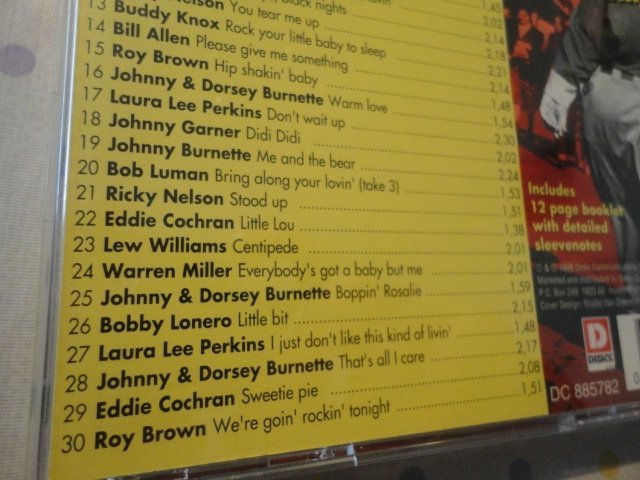 Nelson You tear me up
13 Buddy Knox Rock your little baby to sleep
14 Bill Allen Please give me something
15 Roy Brown Hip shakin' baby
16 Johnny & Dorsey Burnette Warm love
17 Laura Lee Perkins Don't wait up
18 Johnny Garner Didi Didi
19 Johnny Burnette Me and the bear
20 Bob Luman Bring along your lovin' (take 3)
21 Ricky Nelson Stood up
22 Eddie Cochran Little Lou
23 Lew Williams Centipede
24 Warren Miller Everybody's got a baby but me
25 Johnny & Dorsey Burnette Boppin' Rosalie
26 Bobby Lonero Little bit
27 Laura Lee Perkins I just don't like this kind of livin'
28 Johnny & Dorsey Burnette That's all I care
29 Eddie Cochran Sweetie pie
30 Roy Brown We're goin' rockin' tonight
1,45
2,02
2,14
2,18
2,21
2,14
1,48
1,54
2,30
2,02
2,24
1,53
1,51
1,38
2,01
2,01
1,59
2,15
1,48
2,17
2,08
1,51
Includes
12 page booklet
with detailed
sleevenotes
D
DISKY
DC 885782